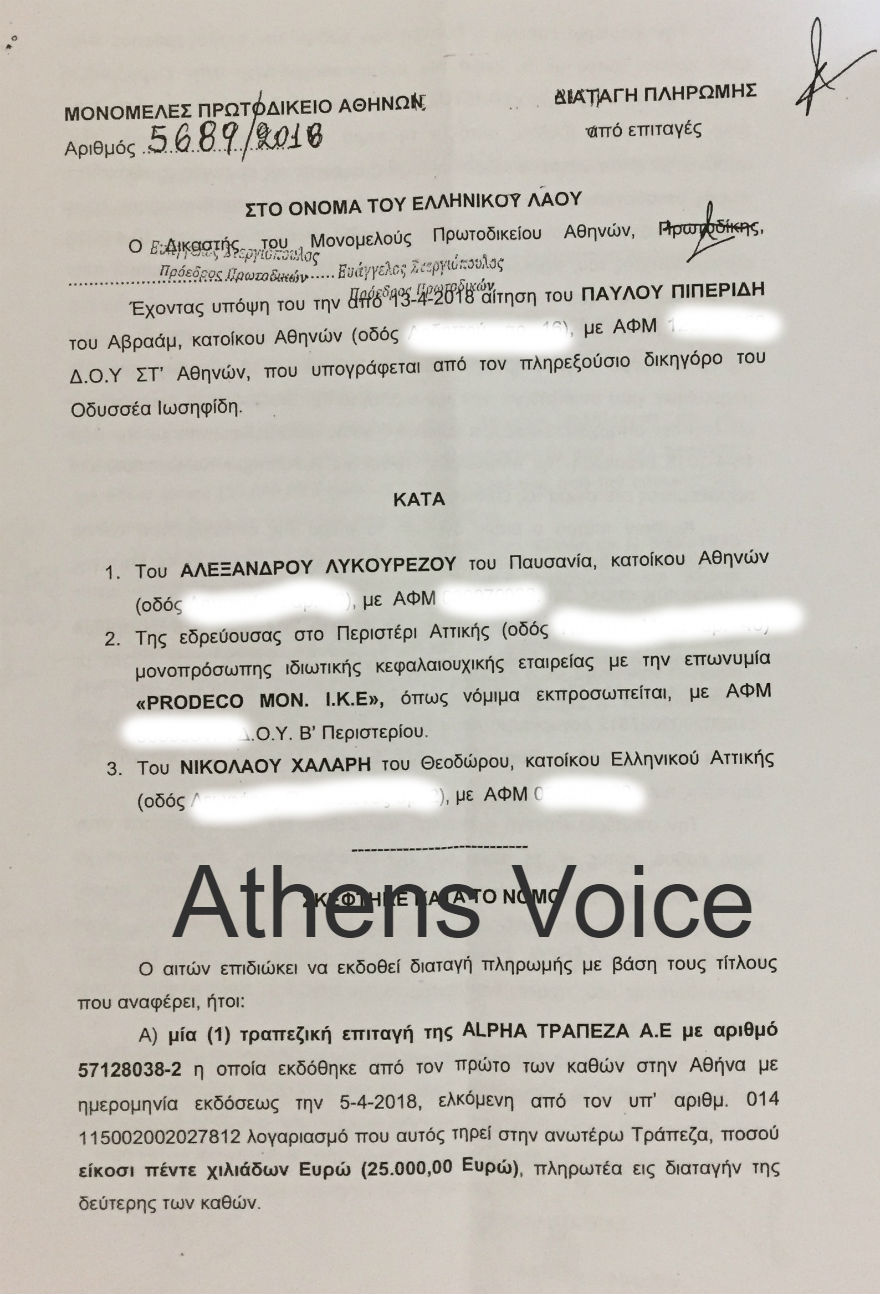 ΜΟΝΟΜΕΛΕΣ ΠΡΩΤΟΔΙΚΕΙΟ ΑΘΗΝΩΝ
ΔΙΑΤΑΓΗ ΠΛΗΡΩΜΗΣ
Αριθμός 5689/2018
από επιταγές
ΣΤΟ ΟΝΟΜΑ ΤΟΥ ΕΛΛΗΝΙΚΟΥ ΛΑΟΥ
Ο Δικαστής του Μονομελούς Πρωτοδικείου Αθηνών, Πρωτοδίκης,
Ευάγγελος Στεργιόπουλος
Πρόεδρος Πρωτοδικών
Ευάγγελος Στεργιόπουλος
Πρόεδρος Πρωτοδικών
Έχοντας υπόψη του την από 13-4-2018 αίτηση του ΠΑΥΛΟΥ ΠΙΠΕΡΙΔΗ
του Αβραάμ, κατοίκου Αθηνών (οδός ), με ΑΦΜ
Δ.Ο.Υ ΣΤ' Αθηνών, που υπογράφεται από τον πληρεξούσιο δικηγόρο του
Οδυσσέα Ιωσηφίδη.
ΚΑΤΑ
1. Του ΑΛΕΞΑΝΔΡΟΥ ΛΥΚΟΥΡΕΖΟΥ του Παυσανία, κατοίκου Αθηνών
(οδός ), με ΑΦΜ
2. Της εδρεύουσας στο Περιστέρι Αττικής (οδός
μονοπρόσωπης ιδιωτικής κεφαλαιουχικής εταιρείας με την επωνυμία
«PRODECO ΜΟΝ. Ι.Κ.Ε», όπως νόμιμα εκπροσωπείται, με ΑΦΜ
Δ.Ο.Υ. Β' Περιστερίου.
3. Του ΝΙΚΟΛΑΟΥ ΧΑΛΑΡΗ του Θεοδώρου, κατοίκου Ελληνικού Αττικής
(οδός ), με ΑΦΜ
ΣΚΕΦΤΗΚΕ ΚΑΤΑ ΤΟ ΝΟΜΟ
Athens Voice
Ο αιτών επιδιώκει να εκδοθεί διαταγή πληρωμής με βάση τους τίτλους
που αναφέρει, ήτοι:
Α) μία (1) τραπεζική επιταγή της ALPHA ΤΡΑΠΕΖΑ Α.Ε με αριθμό
57128038-2 η οποία εκδόθηκε από τον πρώτο των καθών στην Αθήνα με
ημερομηνία εκδόσεως την 5-4-2018, ελκόμενη από τον υπ' αριθμ. 014
115002002027812 λογαριασμό που αυτός τηρεί στην ανωτέρω Τράπεζα, ποσού
είκοσι πέντε χιλιάδων Ευρώ (25.000,00 Ευρώ), πληρωτέα εις διαταγήν της
δεύτερης των καθών.